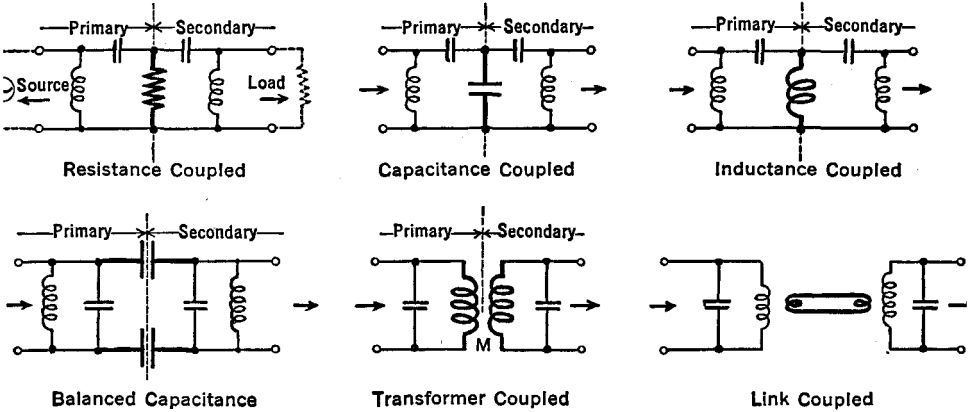 Primary Secondary
Source
Load
Resistance Coupled
Primary Secondary
Capacitance Coupled
Primary Secondary
Inductance Coupled
Primary Secondary
Balanced Capacitance
Primary Secondary
M
Transformer Coupled
Link Coupled